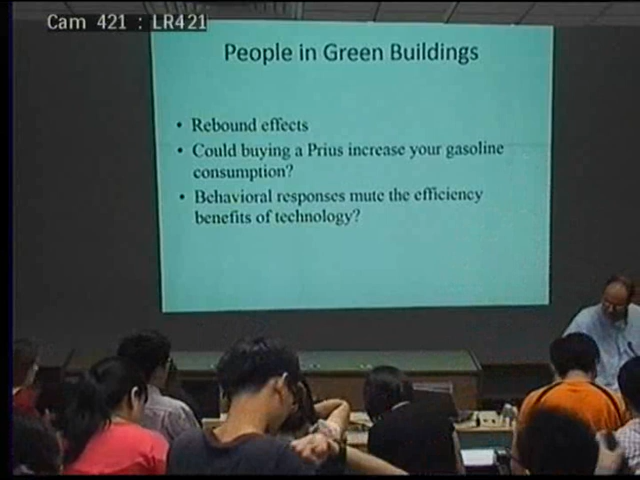 Cam 421 : LR421
People in Green Buildings
• Rebound effects
• Could buying a Prius increase your gasoline
consumption?
• Behavioral responses mute the efficiency
benefits of technology?